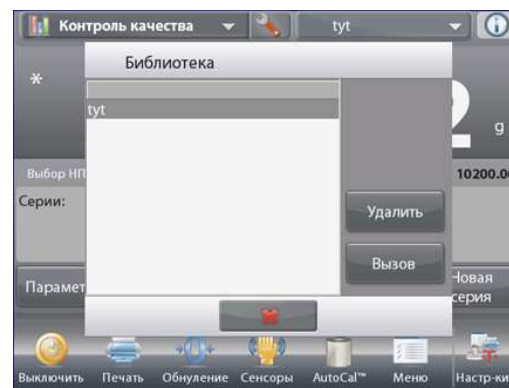 Контроль качества
tyt
Библиотека
*
tyt
g
Выбор НП
10200.0
Серии:
Удалить
Вызов
Парамет
Новая
серия
Выключить
Печать
Обнуление
Сенсоры
AutoCal™
Меню
Настр-ки